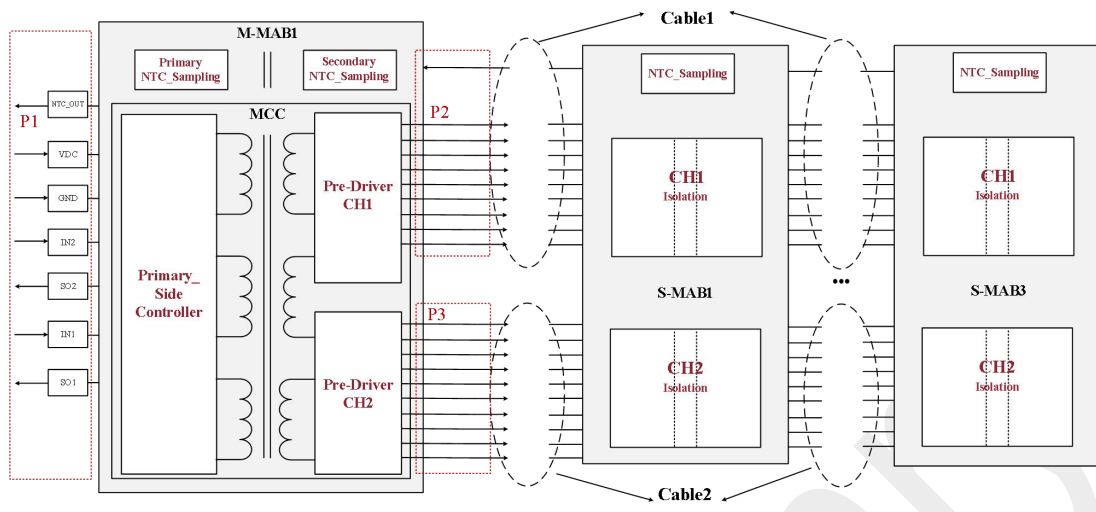 Cable1
M-MAB1
Primary
NTC_Sampling
Secondary
NTC_Sampling
NTC_Sampling
NTC_Sampling
NTC_OUT
P1
MCC
P2
VDC
GND
IN2
SO2
IN1
SO1
Primary_
Side
Controller
Pre-Driver
CH1
CH1
Isolation
CH1
Isolation
...
S-MAB1
S-MAB3
P3
Pre-Driver
CH2
CH2
Isolation
CH2
Isolation
Cable2